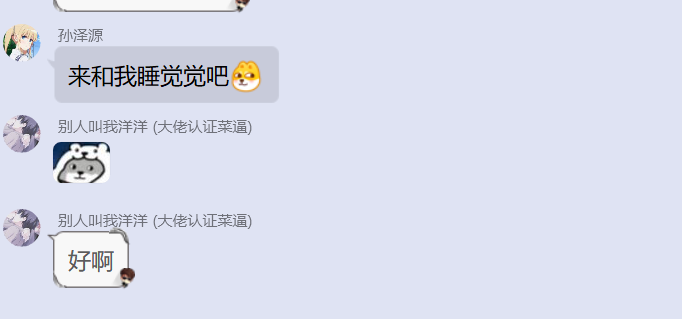 孙泽源
来和我睡觉觉吧
别人叫我洋洋 (大佬认证菜逼)
别人叫我洋洋 (大佬认证菜逼)
好啊